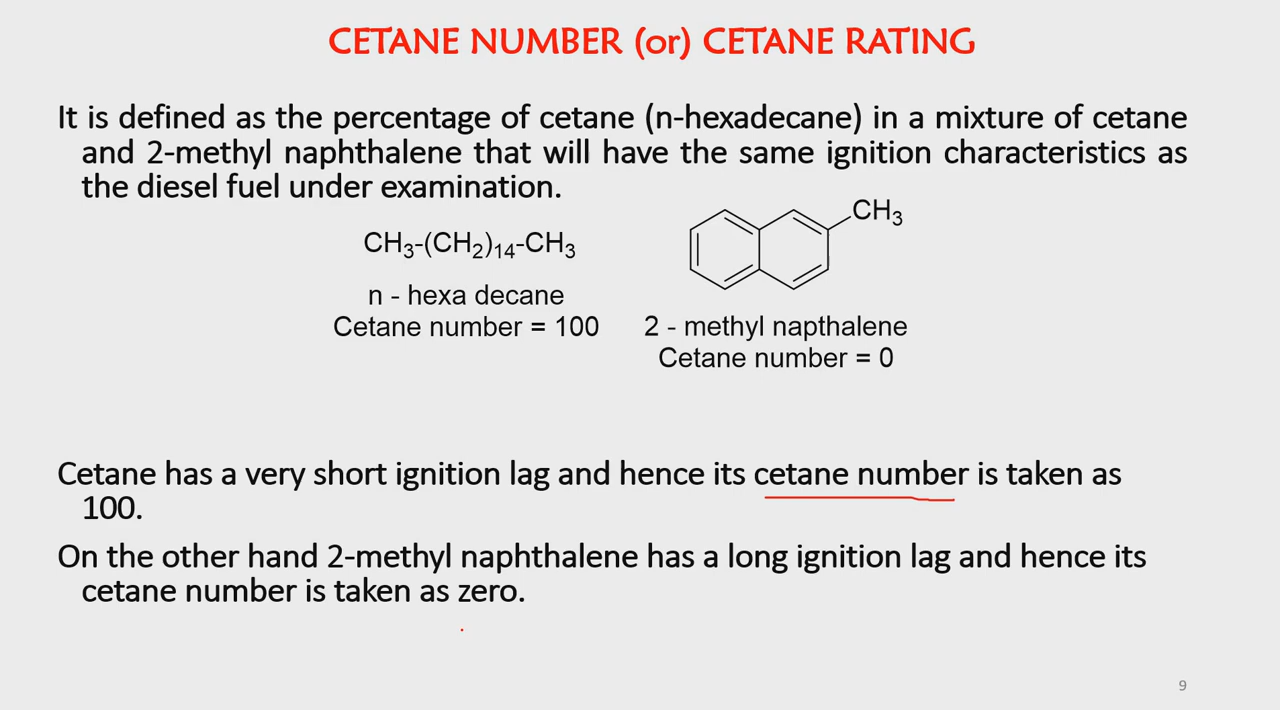 CETANE NUMBER (or) CETANE RATING
It is defined as the percentage of cetane (n-hexadecane) in a mixture of cetane
and 2-methyl naphthalene that will have the same ignition characteristics as
the diesel fuel under examination.
CH₃-(CH₂)₁₄-CH₃
n - hexa decane
Cetane number = 100
CH₃
2 - methyl napthalene
Cetane number = 0
Cetane has a very short ignition lag and hence its cetane number is taken as
100.
On the other hand 2-methyl naphthalene has a long ignition lag and hence its
cetane number is taken as zero.
9